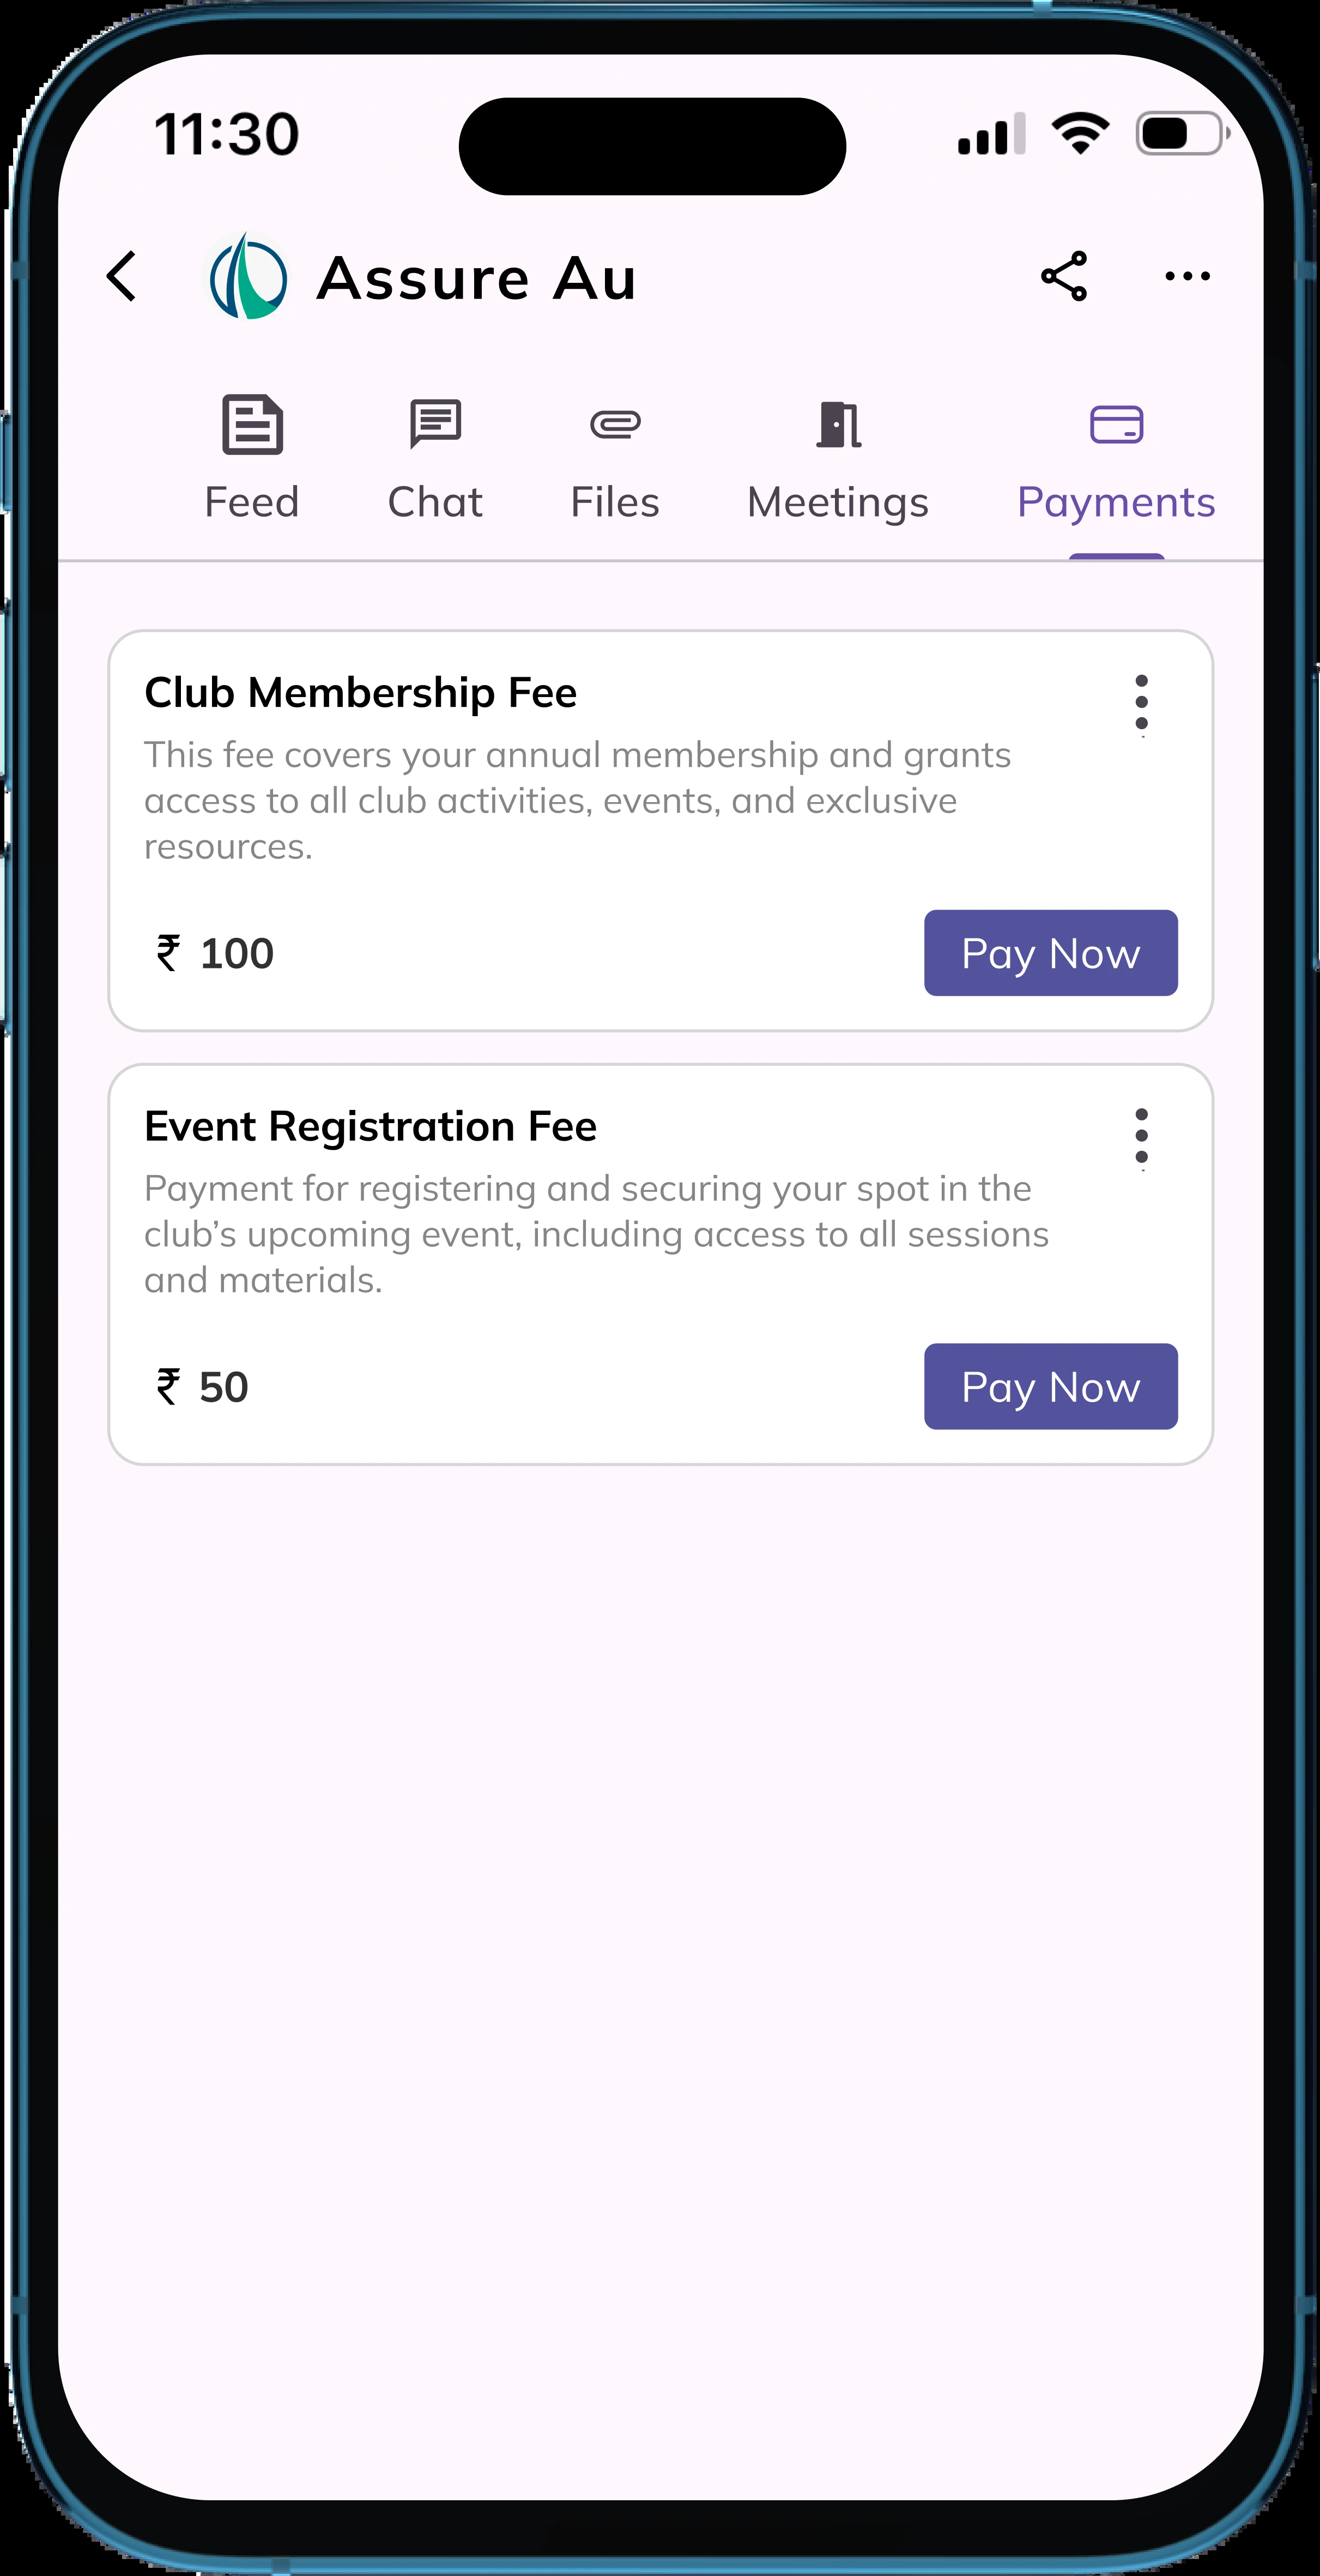 11:30
Assure Au
Feed
Chat
Files
Meetings
Payments
Club Membership Fee
This fee covers your annual membership and grants
access to all club activities, events, and exclusive
resources.
₹ 100
Pay Now
Event Registration Fee
Payment for registering and securing your spot in the
club’s upcoming event, including access to all sessions
and materials.
₹ 50
Pay Now